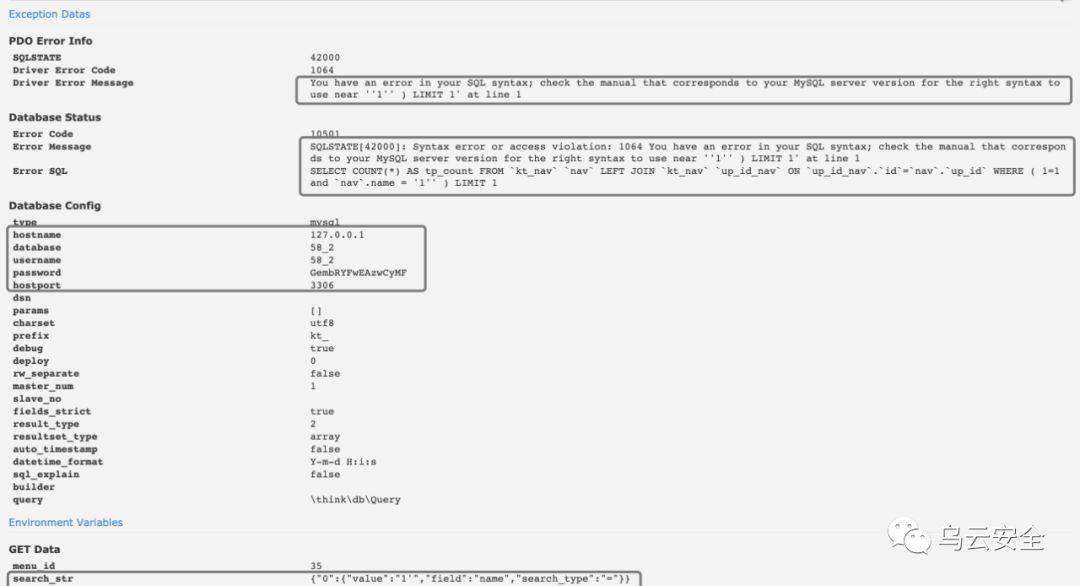 Exception Datas
PDO Error Info
SQLSTATE 42000
Driver Error Code 1064
Driver Error Message You have an error in your SQL syntax; check the manual that corresponds to your MySQL server version for the right syntax to
use near ''1'' ) LIMIT 1' at line 1
Database Status
Error Code 10501
Error Message SQLSTATE[42000]: Syntax error or access violation: 1064 You have an error in your SQL syntax; check the manual that correspon
ds to your MySQL server version for the right syntax to use near ''1'' ) LIMIT 1' at line 1
Error SQL SELECT COUNT(*) AS tp_count FROM `kt_nav` `nav` LEFT JOIN `kt_nav` `up_id_nav` ON `up_id_nav`.`id`=`nav`.`up_id` WHERE ( 1=1
and `nav`.name = '1'' ) LIMIT 1
Database Config
type mysql
hostname 127.0.0.1
database 58_2
username 58_2
password GembRYFwEAzwCyMF
hostport 3306
dsn
params []
charset utf8
prefix kt_
debug true
deploy 0
rw_separate false
master_num 1
slave_no
fields_strict true
result_type 2
resultset_type array
auto_timestamp false
datetime_format Y-m-d H:i:s
sql_explain false
builder
query \think\db\Query
Environment Variables
GET Data
menu_id 35
search_str {"0":{"value":"1'","field":"name","search_type":"="}}
乌云安全